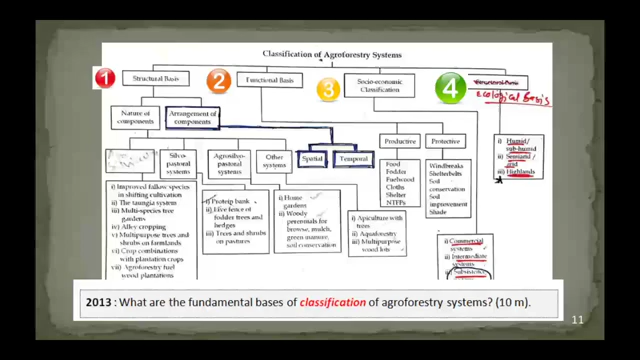 Classification of Agroforestry Systems
1
Structural Basis
2
Functional Basis
3
Socio-economic
Classification
4
Ecological Basis
Nature of
components
Arrangement of
components
Silvo-
pastoral
systems
Agrosilvo-
pastoral
systems
Other
systems
Spatial
Temporal
Productive
Protective
i) Humid/
sub-humid
ii) Semiarid/
arid
iii) Highlands
Food
Fodder
Fuelwood
Cloths
Shelter
NTFPs
Windbreaks
Shelterbelts
Soil
conservation
Soil
improvement
Shade
i) Improved fallow species
in shifting cultivation
ii) The taungia system
iii) Multi-species tree
gardens
iv) Alley cropping
v) Multipurpose trees
and shrubs on farmlands
vi) Crop combinations
with plantation crops
vii) Agroforestry fuel
wood plantations
i) Protein bank
ii) Live fence of
fodder trees and
hedges
iii) Trees and shrubs on
pastures
i) Home
gardens
ii) Woody
perennials for
browse, mulch,
green manure,
soil conservation
i) Apiculture with
trees
ii) Aquaforestry
iii) Multipurpose
wood lots
i) Commercial
systems
ii) Intermediate
systems
iii) Subsistence
2013 : What are the fundamental bases of classification of agroforestry systems? (10 m).
11